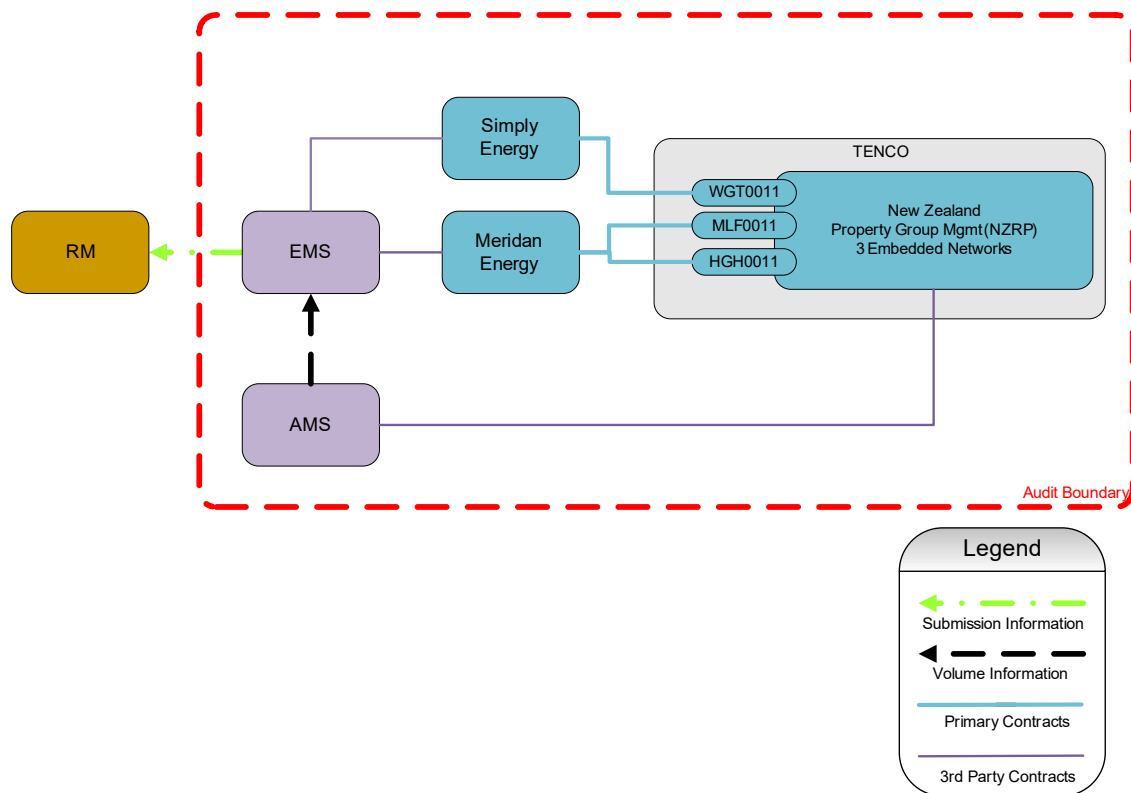 Simply
Energy
TENCO
WGT0011
MLF0011
HGH0011
New Zealand
Property Group Mgmt(NZRP)
3 Embedded Networks
RM
EMS
Meridan
Energy
AMS
Audit Boundary
Legend
Submission Information
Volume Information
Primary Contracts
3rd Party Contracts